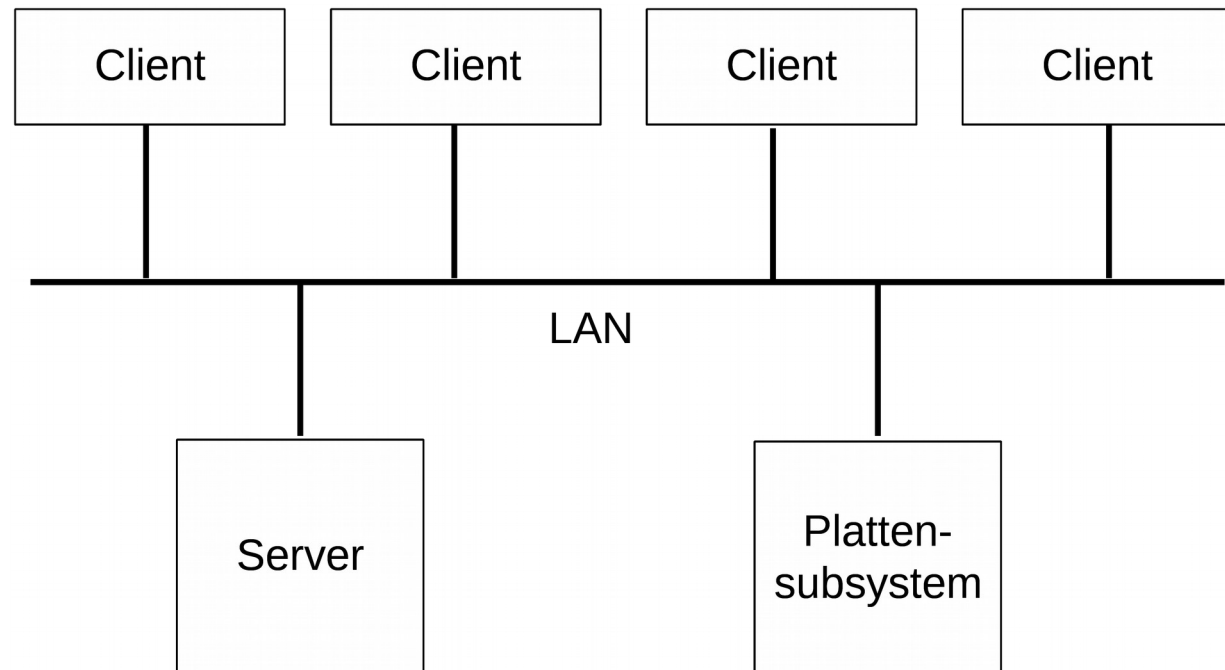 Client
Client
Client
Client
LAN
Server
Platten-
subsystem